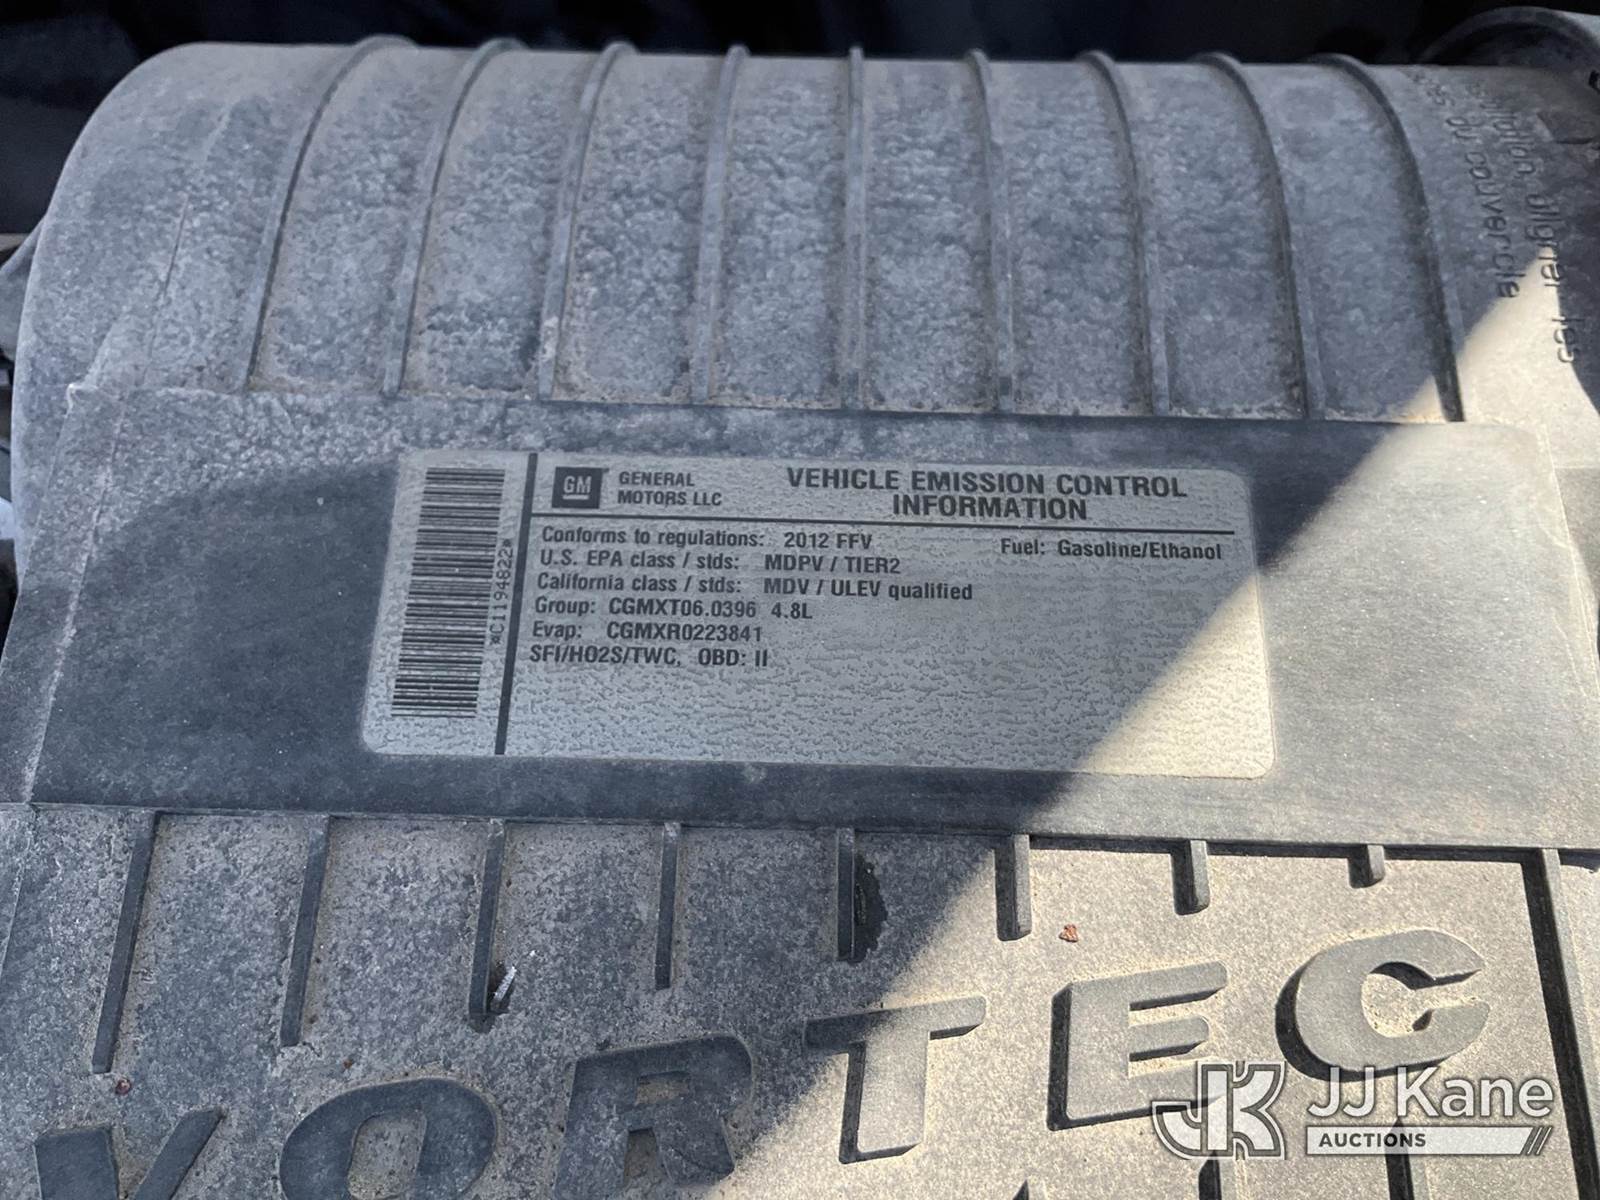 GM GENERAL MOTORS LLC
VEHICLE EMISSION CONTROL
INFORMATION
Conforms to regulations: 2012 FFV Fuel: Gasoline/Ethanol
U.S. EPA class / stds: MDPV / TIER2
California class / stds: MDV / ULEV qualified
Group: CGMXT06.0396 4.8L
Evap: CGMXR0223841
SFI/HO2S/TWC, OBD: II
*C1194822*
couvercle
VORTEC
JK JJ Kane
AUCTIONS